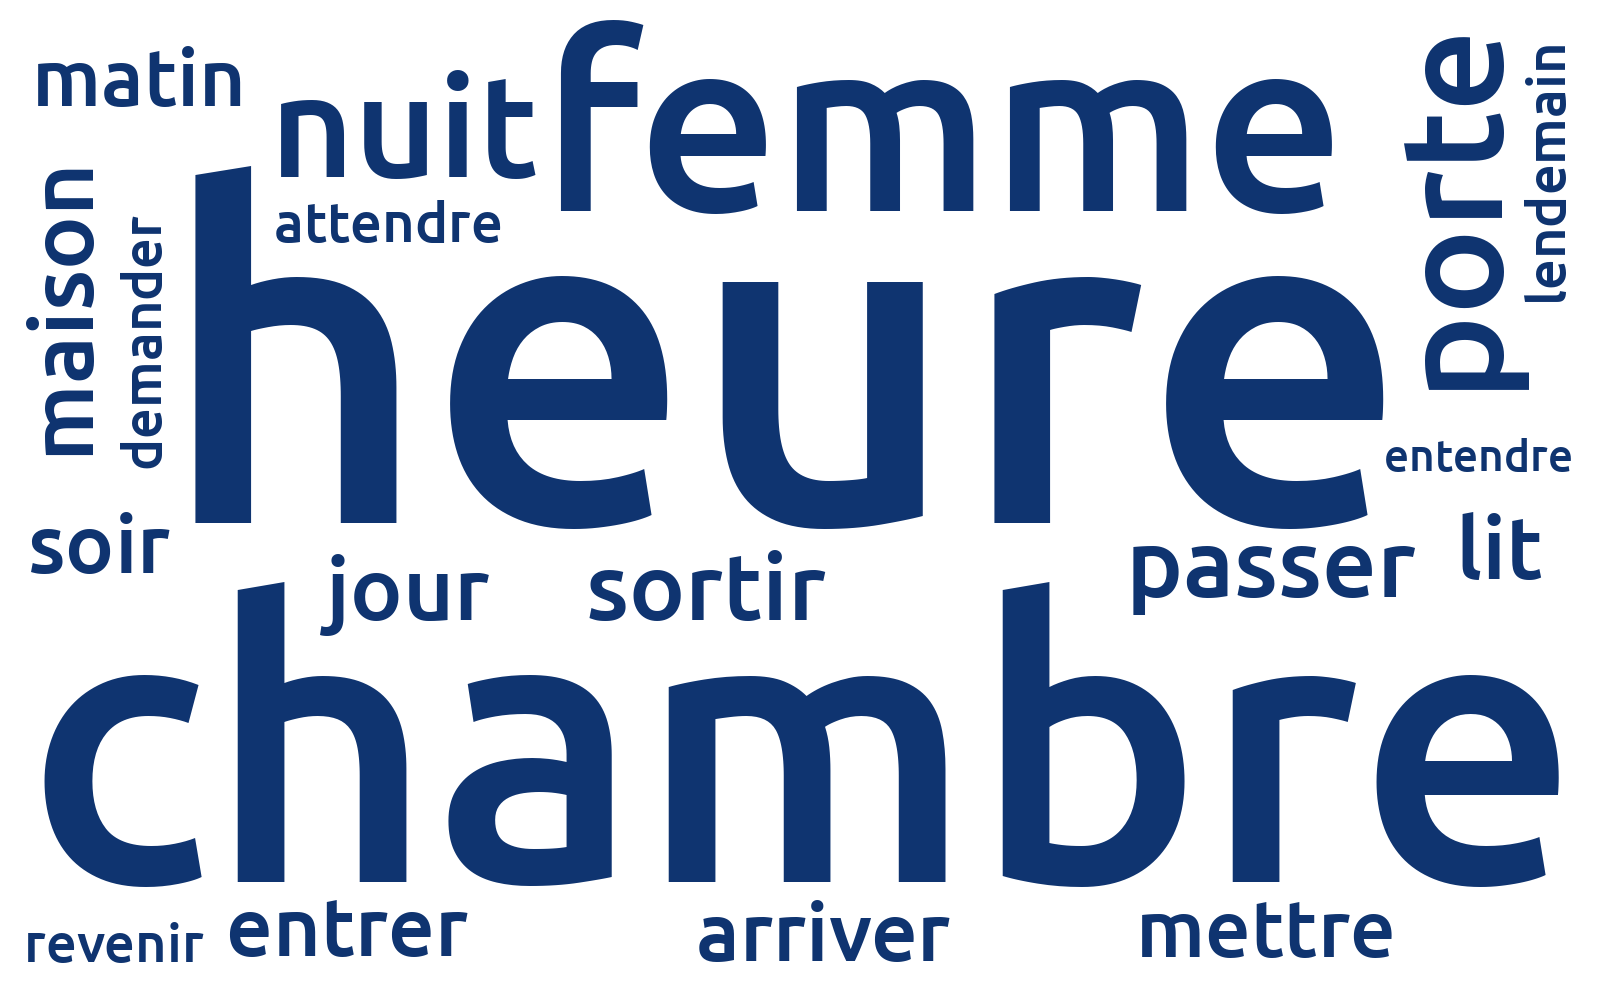 matin
nuit
femme
porte
lendemain
maison
demander
attendre
heure
entendre
soir
jour
sortir
passer
lit
chambre
revenir
entrer
arriver
mettre